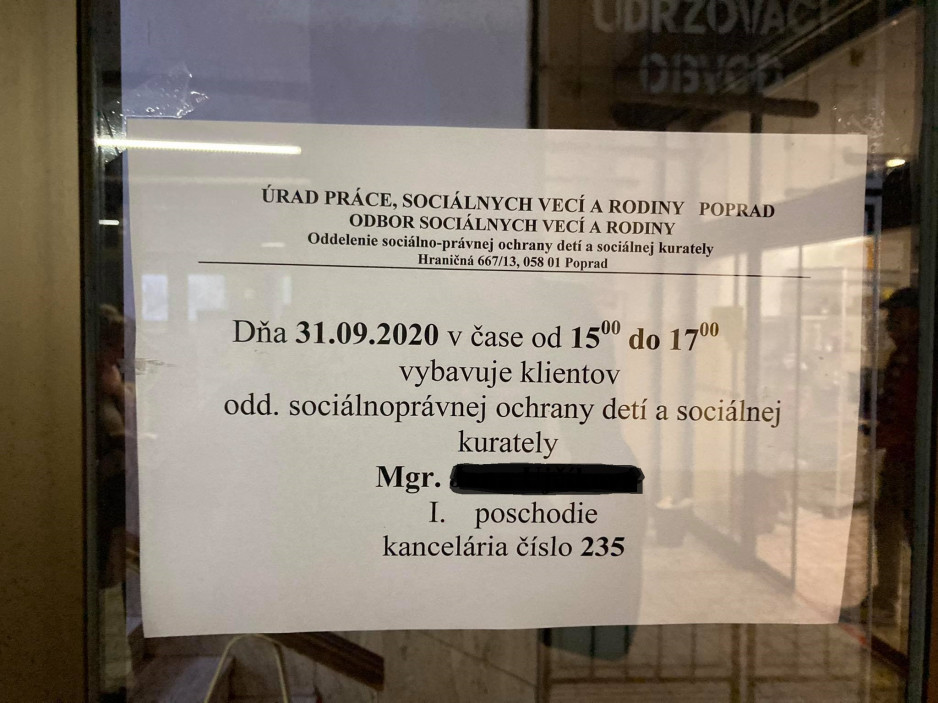 UDRŽOVACÍ
OBVOD
ÚRAD PRÁCE, SOCIÁLNYCH VECÍ A RODINY POPRAD
ODBOR SOCIÁLNYCH VECÍ A RODINY
Oddelenie sociálno-právnej ochrany detí a sociálnej kurately
Hraničná 667/13, 058 01 Poprad
Dňa 31.09.2020 v čase od 15⁰⁰ do 17⁰⁰
vybavuje klientov
odd. sociálnoprávnej ochrany detí a sociálnej
kurately
Mgr.
I. poschodie
kancelária číslo 235